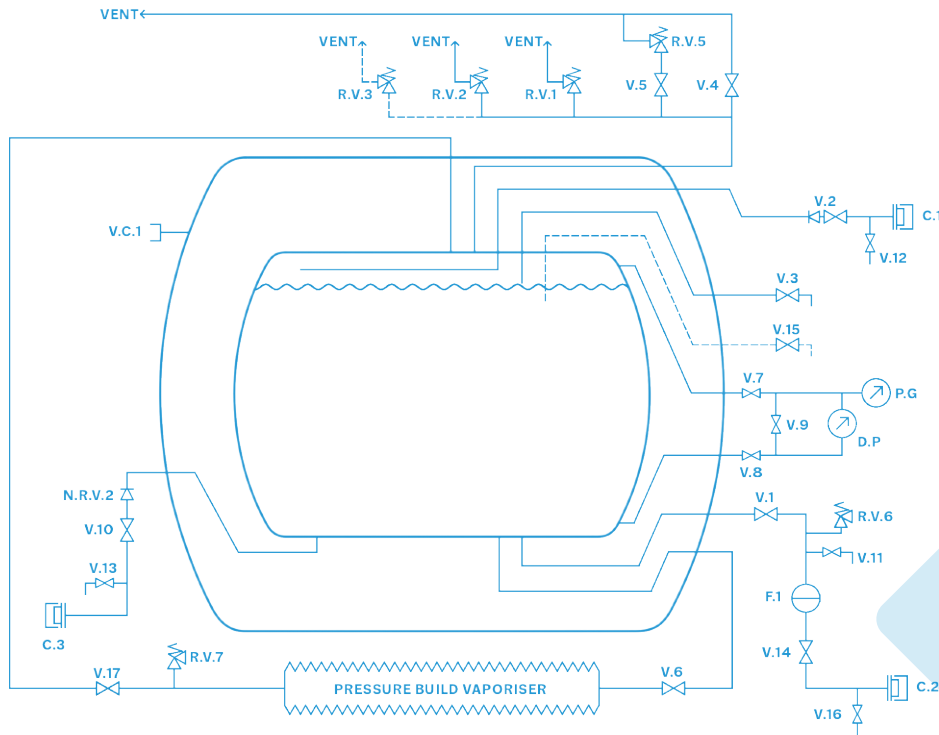 VENT
VENT
VENT
VENT
R.V.5
R.V.3
R.V.2
R.V.1
V.5
V.4
V.C.1
V.2
C.1
V.12
V.3
V.15
V.7
P.G
V.9
D.P
V.8
N.R.V.2
V.10
V.1
R.V.6
V.11
V.13
F.1
C.3
V.14
R.V.7
V.17
PRESSURE BUILD VAPORISER
V.6
C.2
V.16